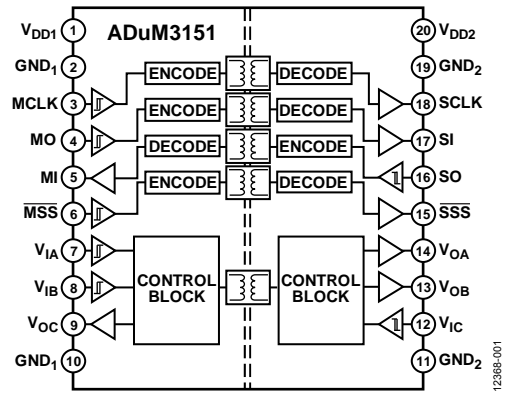 ADuM3151
VDD1 1
20 VDD2
GND1 2
19 GND2
ENCODE DECODE
MCLK 3
18 SCLK
ENCODE DECODE
MO 4
17 SI
DECODE ENCODE
MI 5
16 SO
ENCODE DECODE
MSS 6
15 SSS
VIA 7
14 VOA
CONTROL BLOCK
CONTROL BLOCK
VIB 8
13 VOB
VOC 9
12 VIC
GND1 10
11 GND2
12368-001